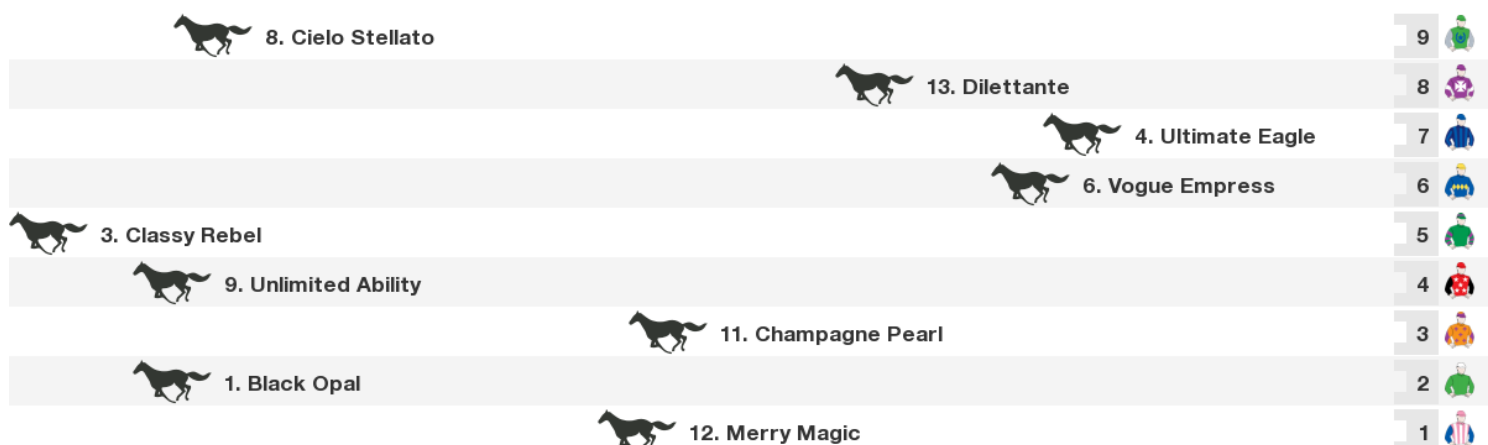 8. Cielo Stellato 9
13. Dilettante 8
4. Ultimate Eagle 7
6. Vogue Empress 6
3. Classy Rebel 5
9. Unlimited Ability 4
11. Champagne Pearl 3
1. Black Opal 2
12. Merry Magic 1